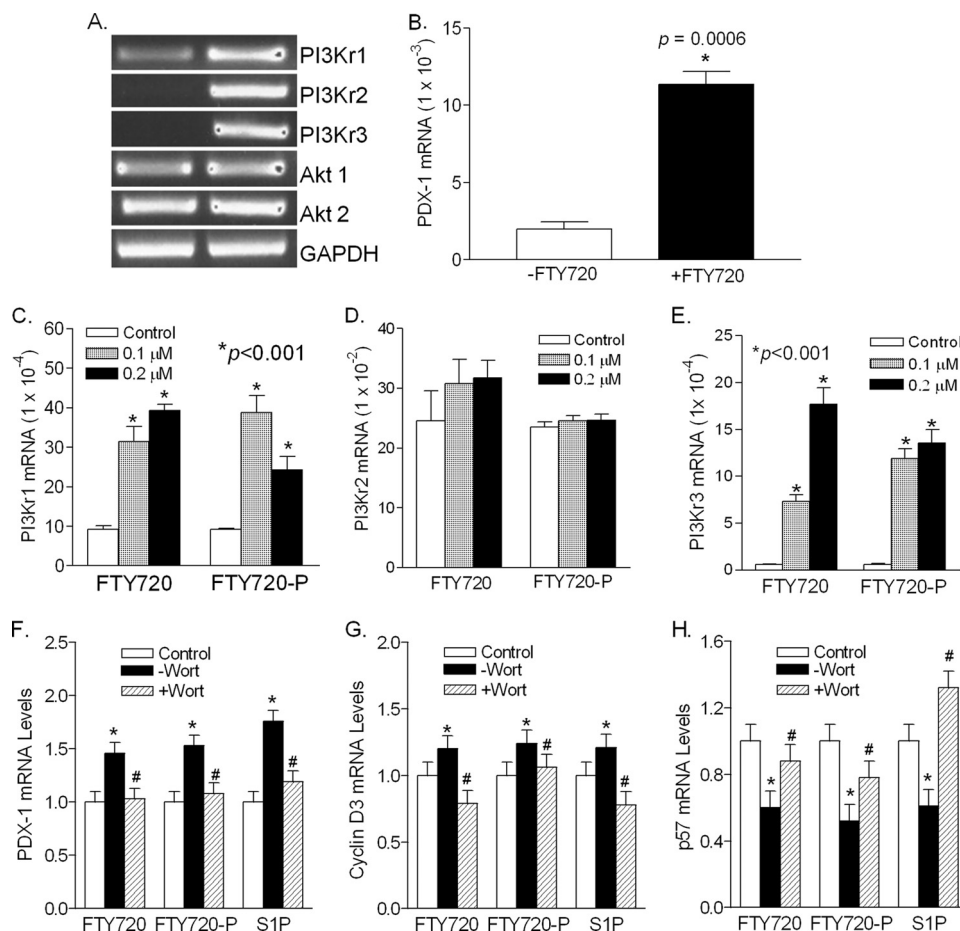 A.
PI3Kr1
PI3Kr2
PI3Kr3
Akt 1
Akt 2
GAPDH
B.
PDX-1 mRNA (1 x 10-3)
15
10
5
0
p = 0.0006
*
-FTY720
+FTY720
C.
PI3Kr1 mRNA (1 x 10-4)
60
50
40
30
20
10
0
Control
0.1 μM
0.2 μM
*p<0.001
* * * *
FTY720
FTY720-P
D.
PI3Kr2 mRNA (1 x 10-2)
40
30
20
10
0
Control
0.1 μM
0.2 μM
FTY720
FTY720-P
E.
PI3Kr3 mRNA (1x 10-4)
25
20
15
10
5
0
*p<0.001
Control
0.1 μM
0.2 μM
* * * *
FTY720
FTY720-P
F.
PDX-1 mRNA Levels
2.5
2.0
1.5
1.0
0.5
0.0
Control
-Wort
+Wort
* # * # * #
FTY720 FTY720-P S1P
G.
Cyclin D3 mRNA Levels
2.0
1.5
1.0
0.5
0.0
Control
-Wort
+Wort
* # * # * #
FTY720 FTY720-P S1P
H.
p57 mRNA Levels
1.6
1.2
0.8
0.4
0.0
Control
-Wort
+Wort
* # * # * #
FTY720 FTY720-P S1P